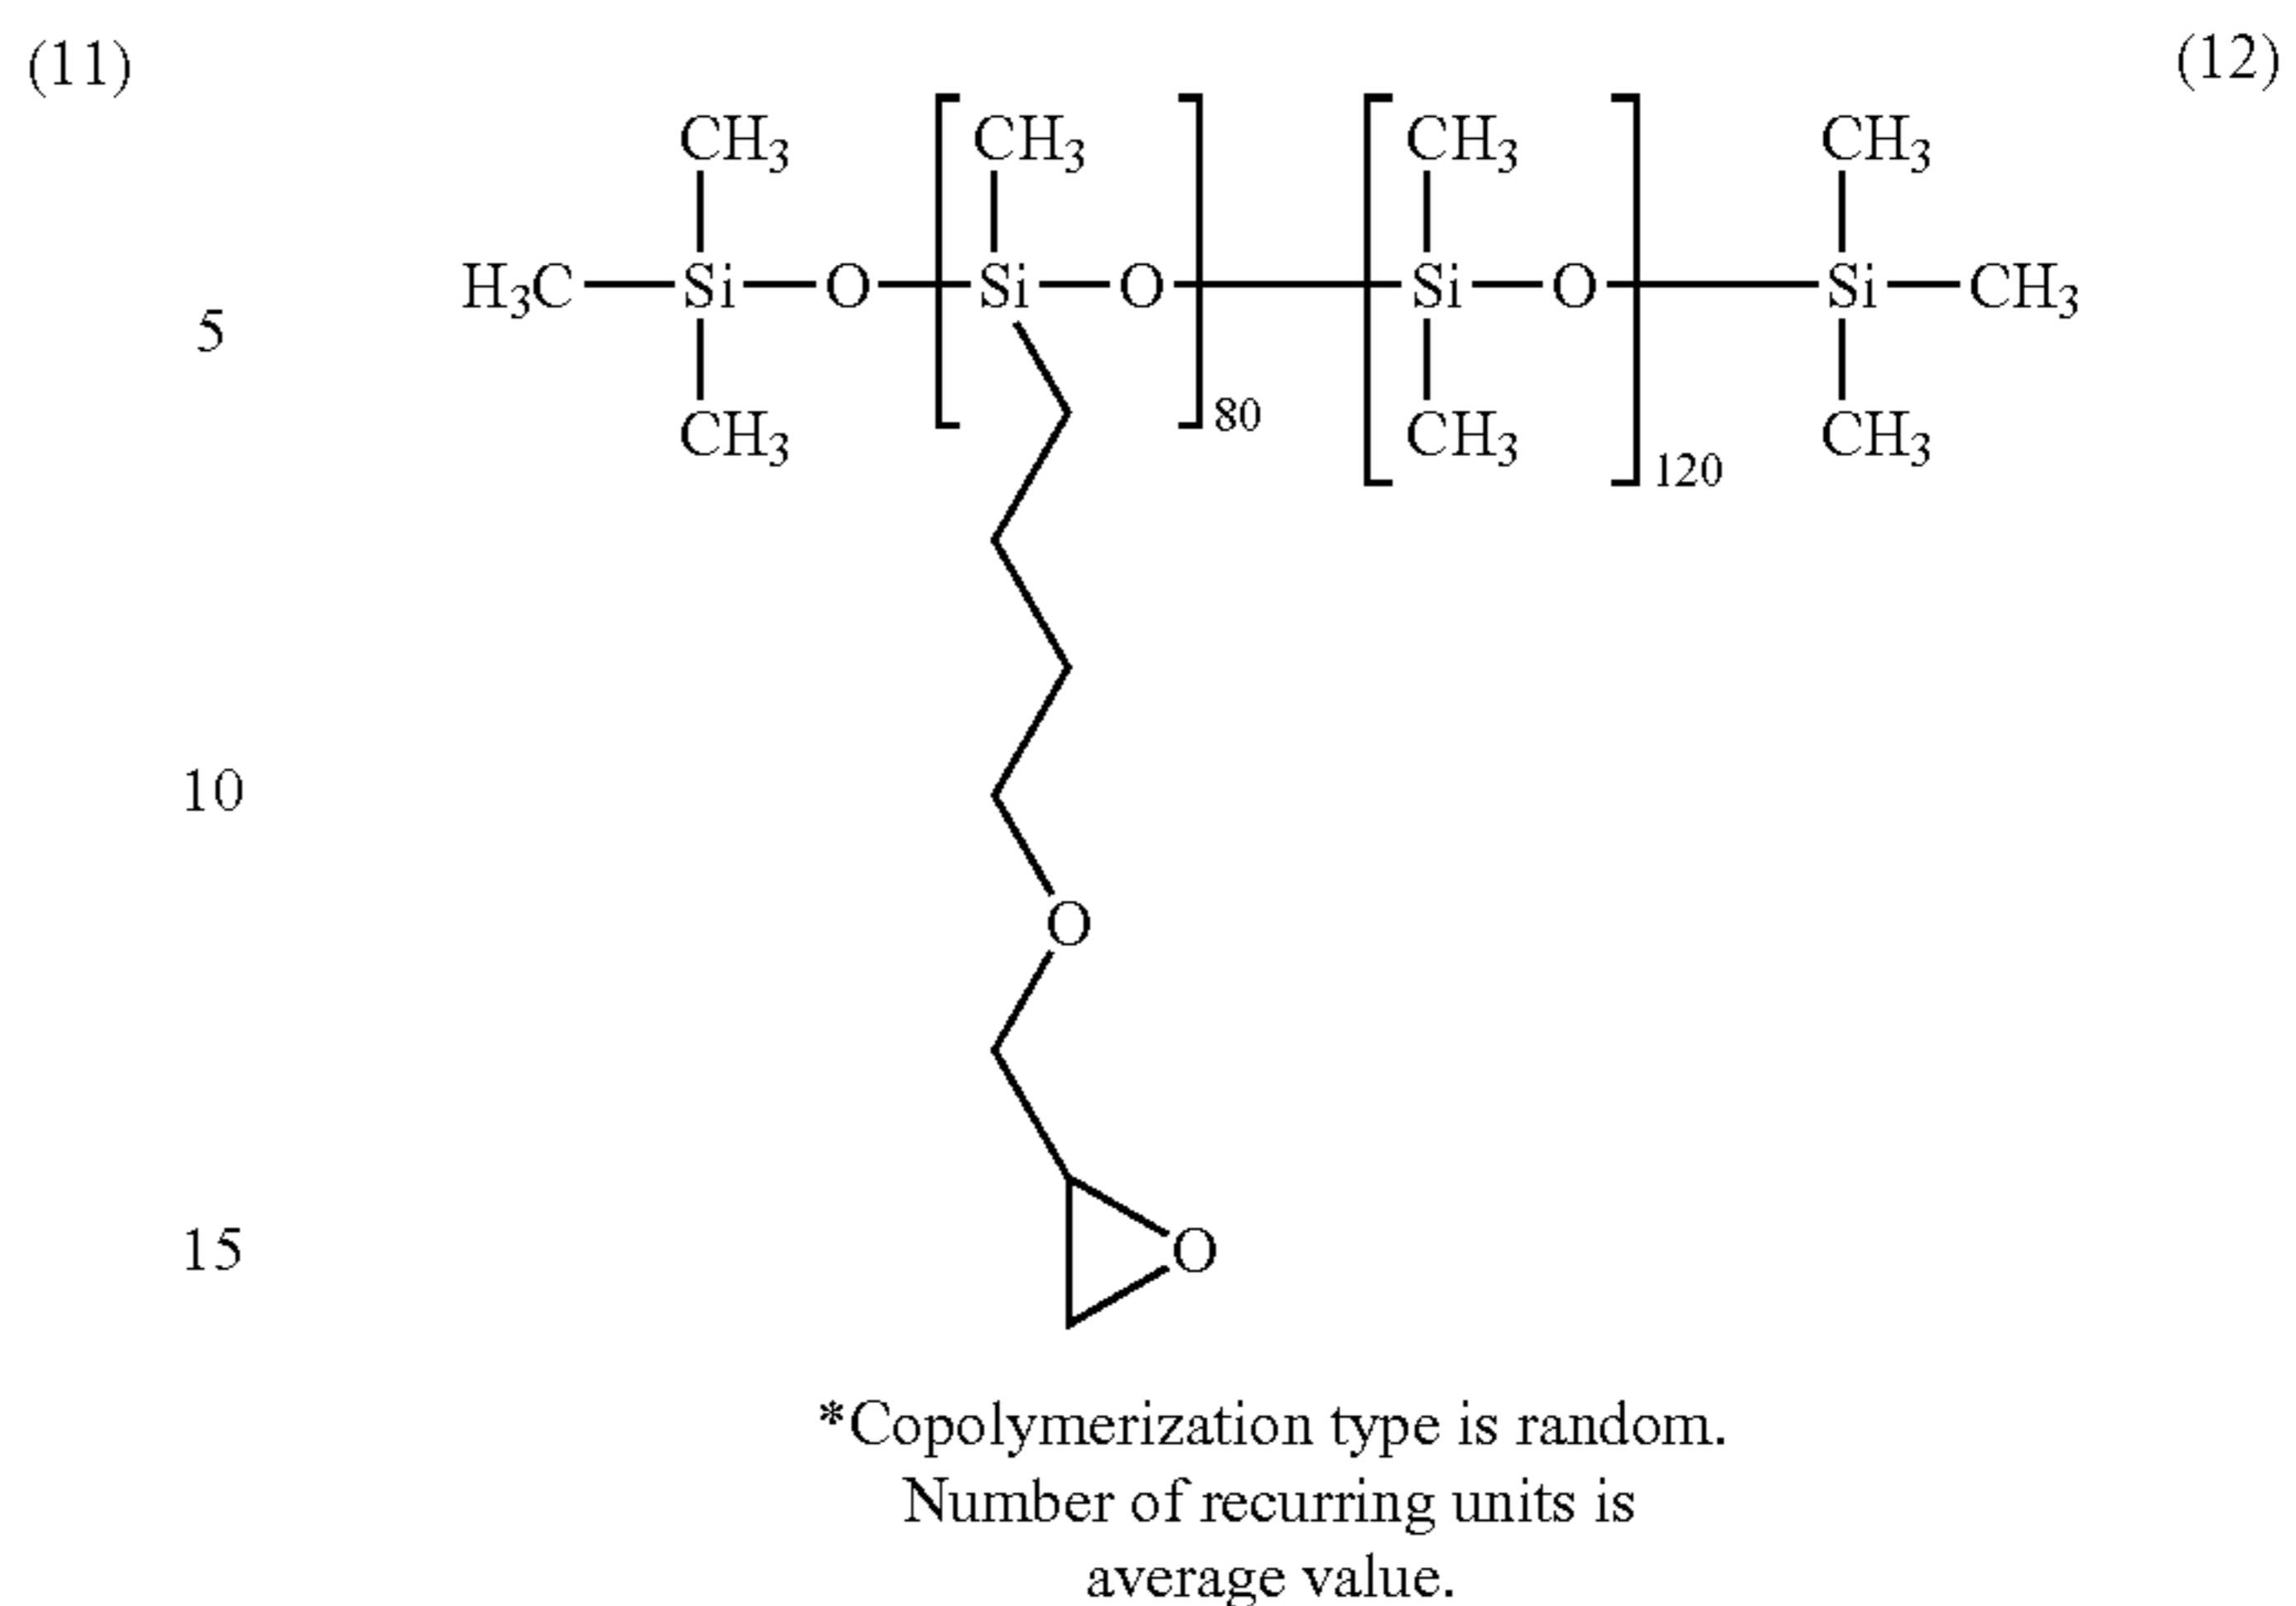 (11) (12)
CH3 CH3 CH3 CH3
H3C Si O Si O Si O Si CH3
5
CH3 80 CH3 CH3
120
10
O
15 O
*Copolymerization type is random.
Number of recurring units is
average value.